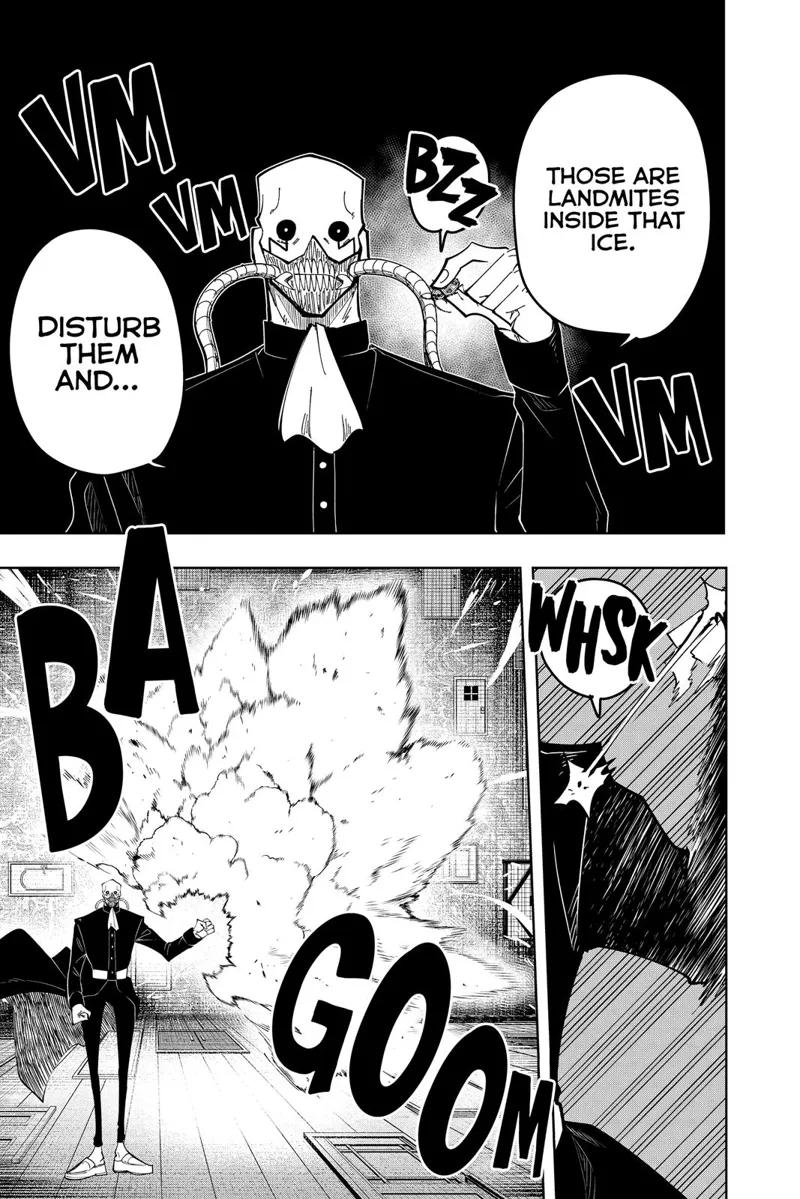 THOSE ARE
LANDMITES
INSIDE THAT
ICE.
BZZ
VM
VM
VM
DISTURB
THEM
AND...
WHSK
BA
GOOM